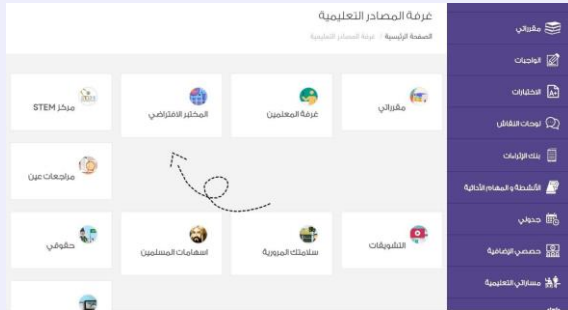 غرفة المصادر التعليمية
الصفحة الرئيسية / غرفة المصادر التعليمية
مقرراتي
الواجبات
الاختبارات
لوحات النقاش
بنك الإثراءات
الأنشطة و المهام الأدائية
جدولي
حصصي الإضافية
مساراتي التعليمية
مقرراتي
غرفة المعلمين
المختبر الافتراضي
مركز STEM
مراجعات عين
التشويقات
سلامتك المرورية
اسهامات المسلمين
حقوقي